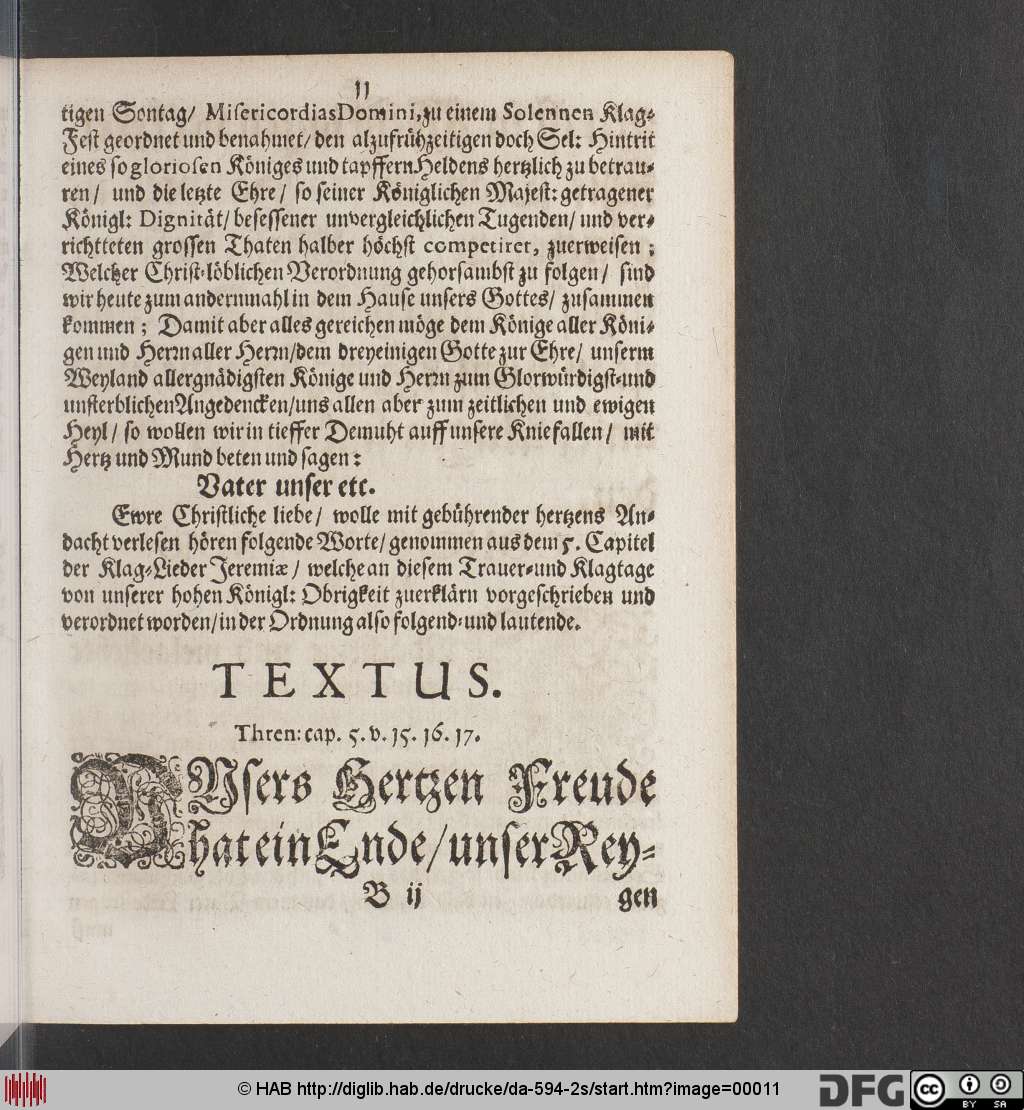 11
tigen Sontag/ Misericordias Domini, zu einem Solennen Klag-
Fest geordnet und benahmet/ den alzufrühzeitigen doch Sel: Hintrit
eines so gloriosen Königes und tapffern Heldens hertzlich zu betrau-
ren/ und die letzte Ehre/ so seiner Königlichen Majest: getragener
Königl: Dignität/ besessener unvergleichlichen Tugenden/ und ver-
richtteten grossen Thaten halber höchst competiret, zuerweisen;
Welcher Christ-löblichen Verordnung gehorsambst zu folgen/ sind
wir heute zum andernmahl in dem Hause unsers Gottes/ zusammen
kommen; Damit aber alles gereichen möge dem Könige aller Köni-
gen und Herrn aller Herrn/ dem dreyeinigen Gotte zur Ehre/ unserm
Weyland allergnädigsten Könige und Herrn zum Glorwürdigst-und
unsterblichen Angedencken/ uns allen aber zum zeitlichen und ewigen
Heyl/ so wollen wir in tieffer Demuht auff unsere Knie fallen/ mit
Hertz und Mund beten und sagen:
Vater unser etc.
Ewre Christliche liebe/ wolle mit gebührender hertzens An-
dacht verlesen hören folgende Worte/ genommen aus dem 5. Capitel
der Klag-Lieder Jeremiæ/ welche an diesem Trauer-und Klagtage
von unserer hohen Königl: Obrigkeit zuerklärn vorgeschrieben und
verordnet worden/ in der Ordnung also folgend-und lautende.
TEXTUS.
Thren: cap. 5. v. 15. 16. 17.
UNsers Hertzen Freude
hat ein Ende/ unser Rey-
B ij gen
© HAB http://diglib.hab.de/drucke/da-594-2s/start.htm?image=00011
DFG cc BY SA